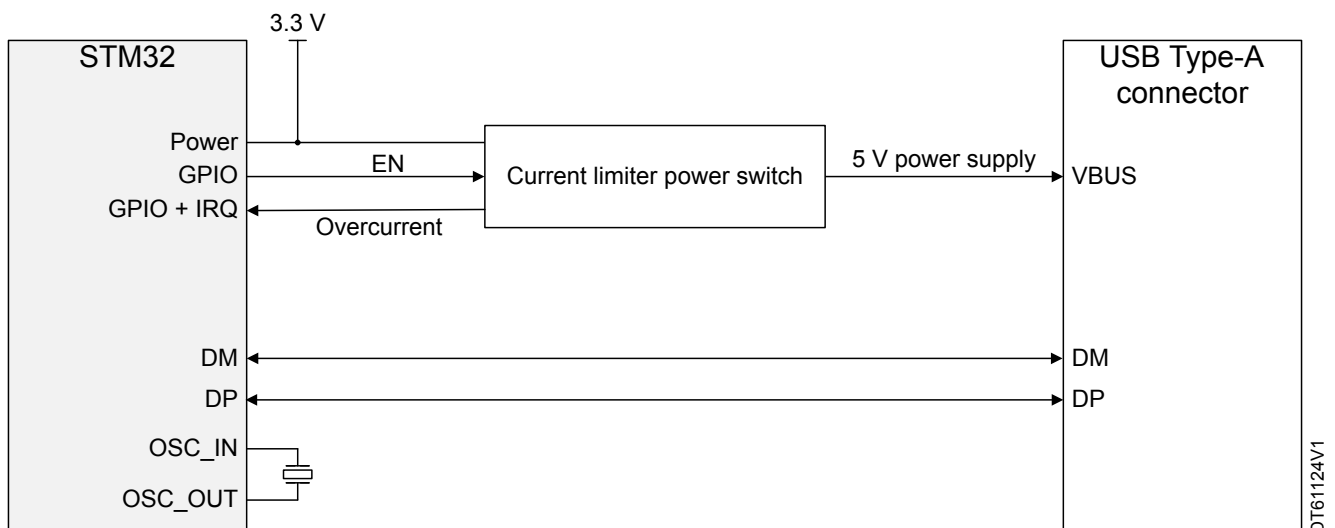 3.3 V
STM32
USB Type-A
connector
Power
GPIO
EN
Current limiter power switch
5 V power supply
VBUS
GPIO + IRQ
Overcurrent
DM
DM
DP
DP
OSC_IN
OSC_OUT
DT61124V1